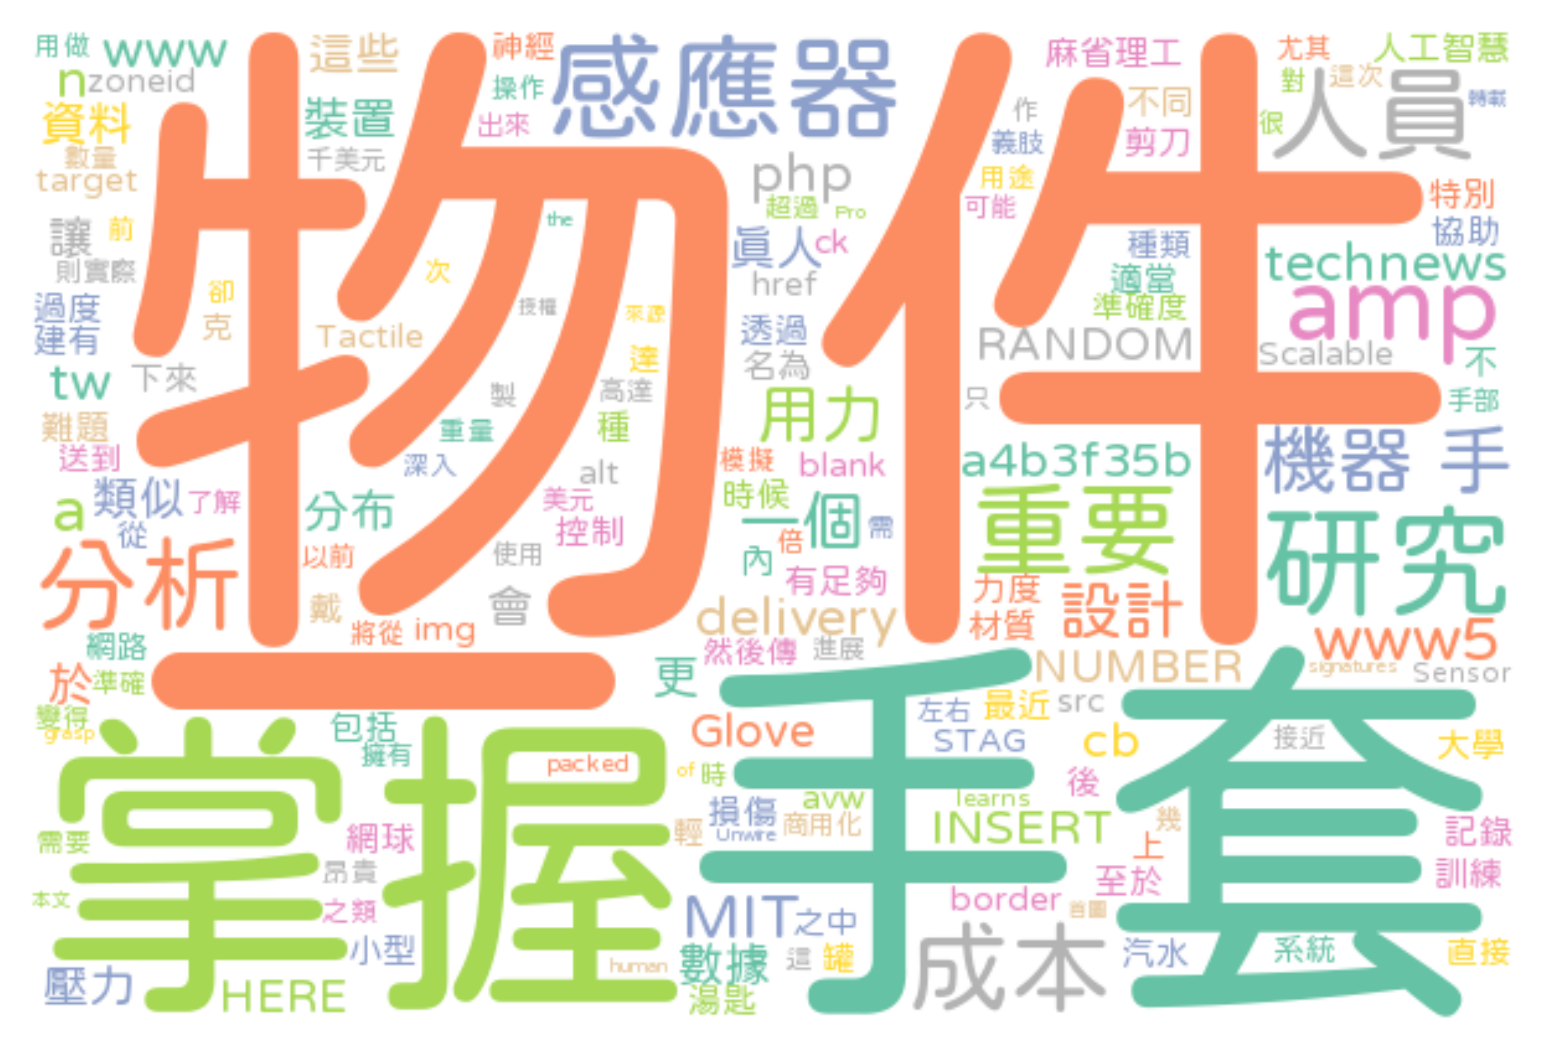 用做
www
這些
神經
感應器
麻省理工
尤其
人工智慧
n
zoneid
操作
對
這次
人員
轉載
資料
裝置
出來
作
不同
很
數量
千美元
義肢
剪刀
target
php
用途
特別
讓
前
the
超過
Pro
可能
協助
則實際
真人
ck
種類
technews
物件
過度
卻
次
href
適當
amp
建有
克
授權
來源
透過
準確度
Tactile
RANDOM
Scalable
tw
下來
達
名為
不
製
高達
用力
只
手部
難題
重量
種
機器
手
送到
深入
alt
模擬
blank
a4b3f35b
a
類似
了解
分布
美元
時候
一個
需
重要
研究
從
控制
倍
分析
以前
使用
內
有足夠
力度
設計
戴
會
delivery
材質
www5
將從
img
網路
然後傳
進展
NUMBER
signatures
Sensor
於
準確
更
手套
變得
grasp
包括
擁有
Glove
左右
最近
src
STAG
cb
接近
大學
掌握
packed
of
時
後
avw
learns
需要
網球
輕
損傷
Unwire
商用化
INSERT
幾
上
記錄
昂貴
至於
訓練
本文
之類
MIT
之中
border
首圖
小型
human
數據
這
罐
成本
汽水
系統
直接
壓力
HERE
湯匙